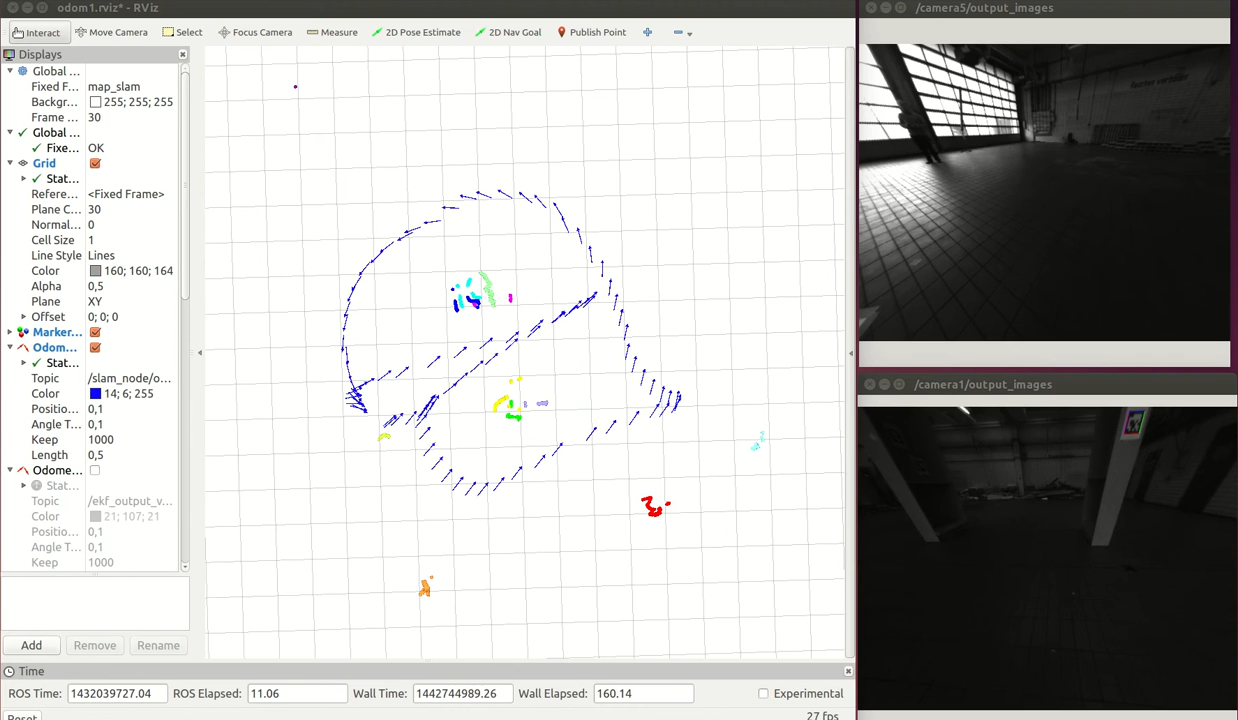 odom1.rviz* - RViz
Interact Move Camera Select Focus Camera Measure 2D Pose Estimate 2D Nav Goal Publish Point
Displays
Global ...
Fixed F... map_slam
Backgr... 255; 255; 255
Frame ... 30
Global ...
Fixe... OK
Grid
Stat...
Refere... <Fixed Frame>
Plane C... 30
Normal... 0
Cell Size 1
Line Style Lines
Color 160; 160; 164
Alpha 0,5
Plane XY
Offset 0; 0; 0
Marker...
Odom...
Stat...
Topic /slam_node/o...
Color 14; 6; 255
Positio... 0,1
Angle T... 0,1
Keep 1000
Length 0,5
Odome...
Stat...
Topic /ekf_output_v...
Color 21; 107; 21
Positio... 0,1
Angle T... 0,1
Keep 1000
Add Remove Rename
Time
ROS Time: 1432039727.04 ROS Elapsed: 11.06 Wall Time: 1442744989.26 Wall Elapsed: 160.14 Experimental
Reset 27 fps
/camera5/output_images
/camera1/output_images